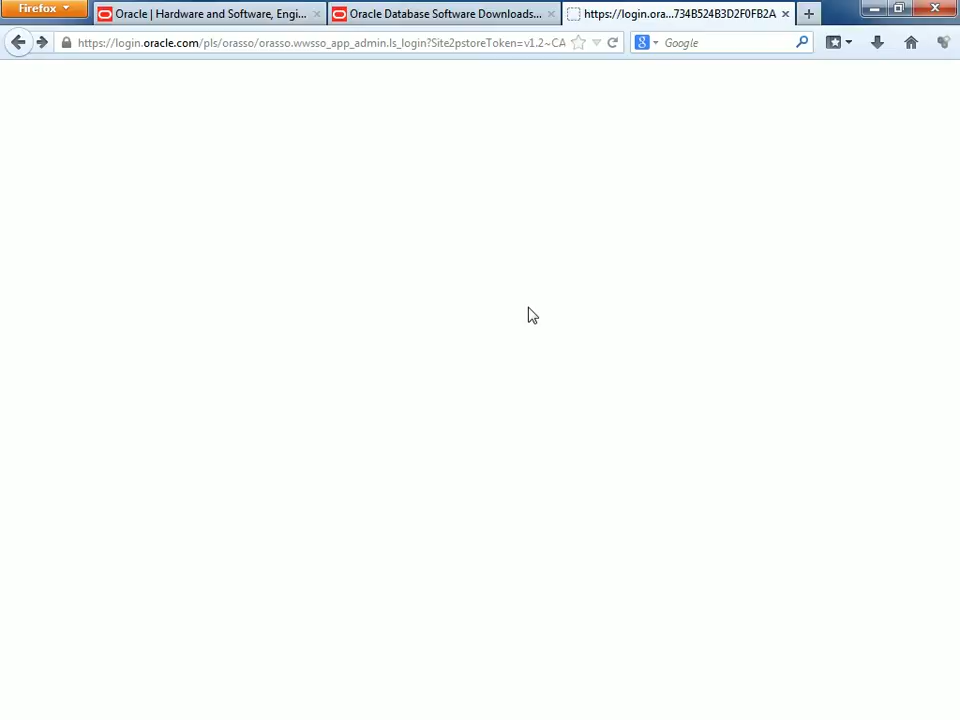 Firefox
Oracle | Hardware and Software, Engi...
Oracle Database Software Downloads...
https://login.ora...734B524B3D2F0FB2A
https://login.oracle.com/pls/orasso/orasso.wwsso_app_admin.ls_login?Site2pstoreToken=v1.2~CA
Google